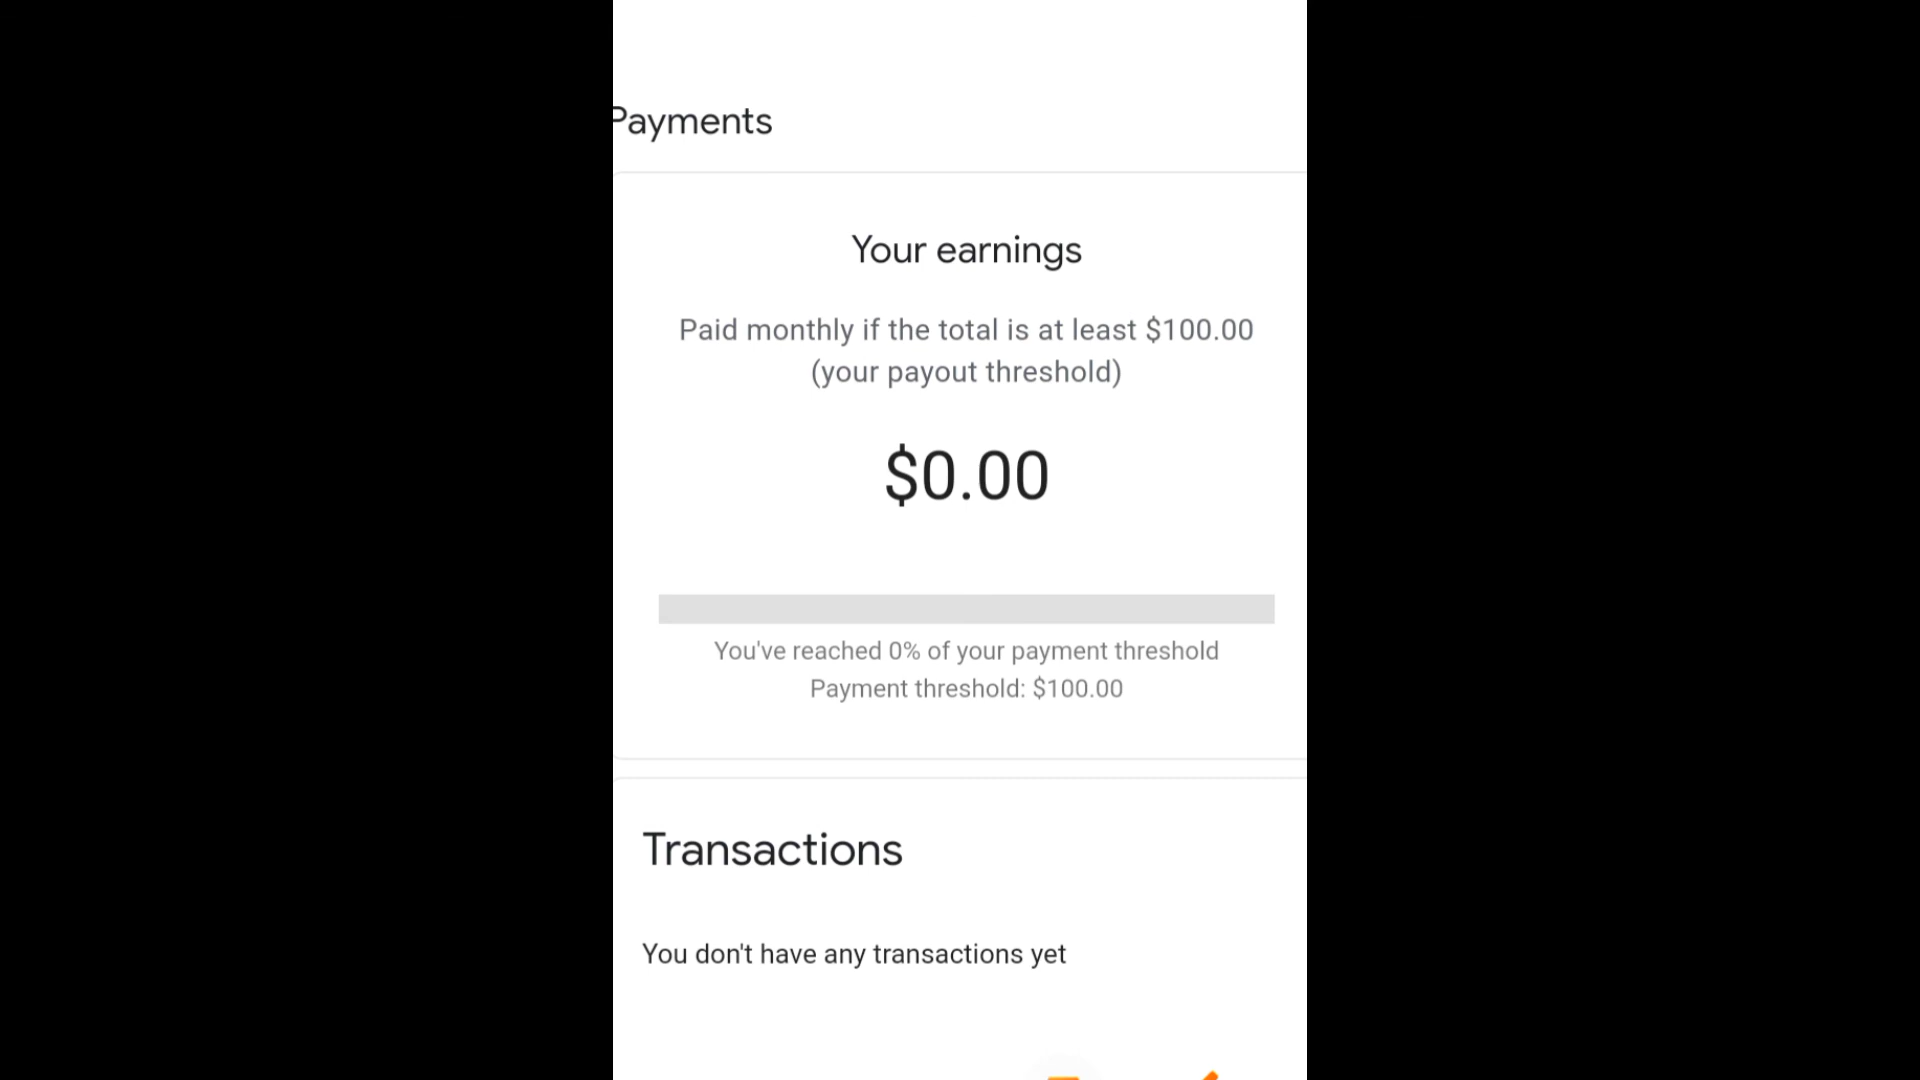 Payments
Your earnings
Paid monthly if the total is at least $100.00
(your payout threshold)
$0.00
You've reached 0% of your payment threshold
Payment threshold: $100.00
Transactions
You don't have any transactions yet